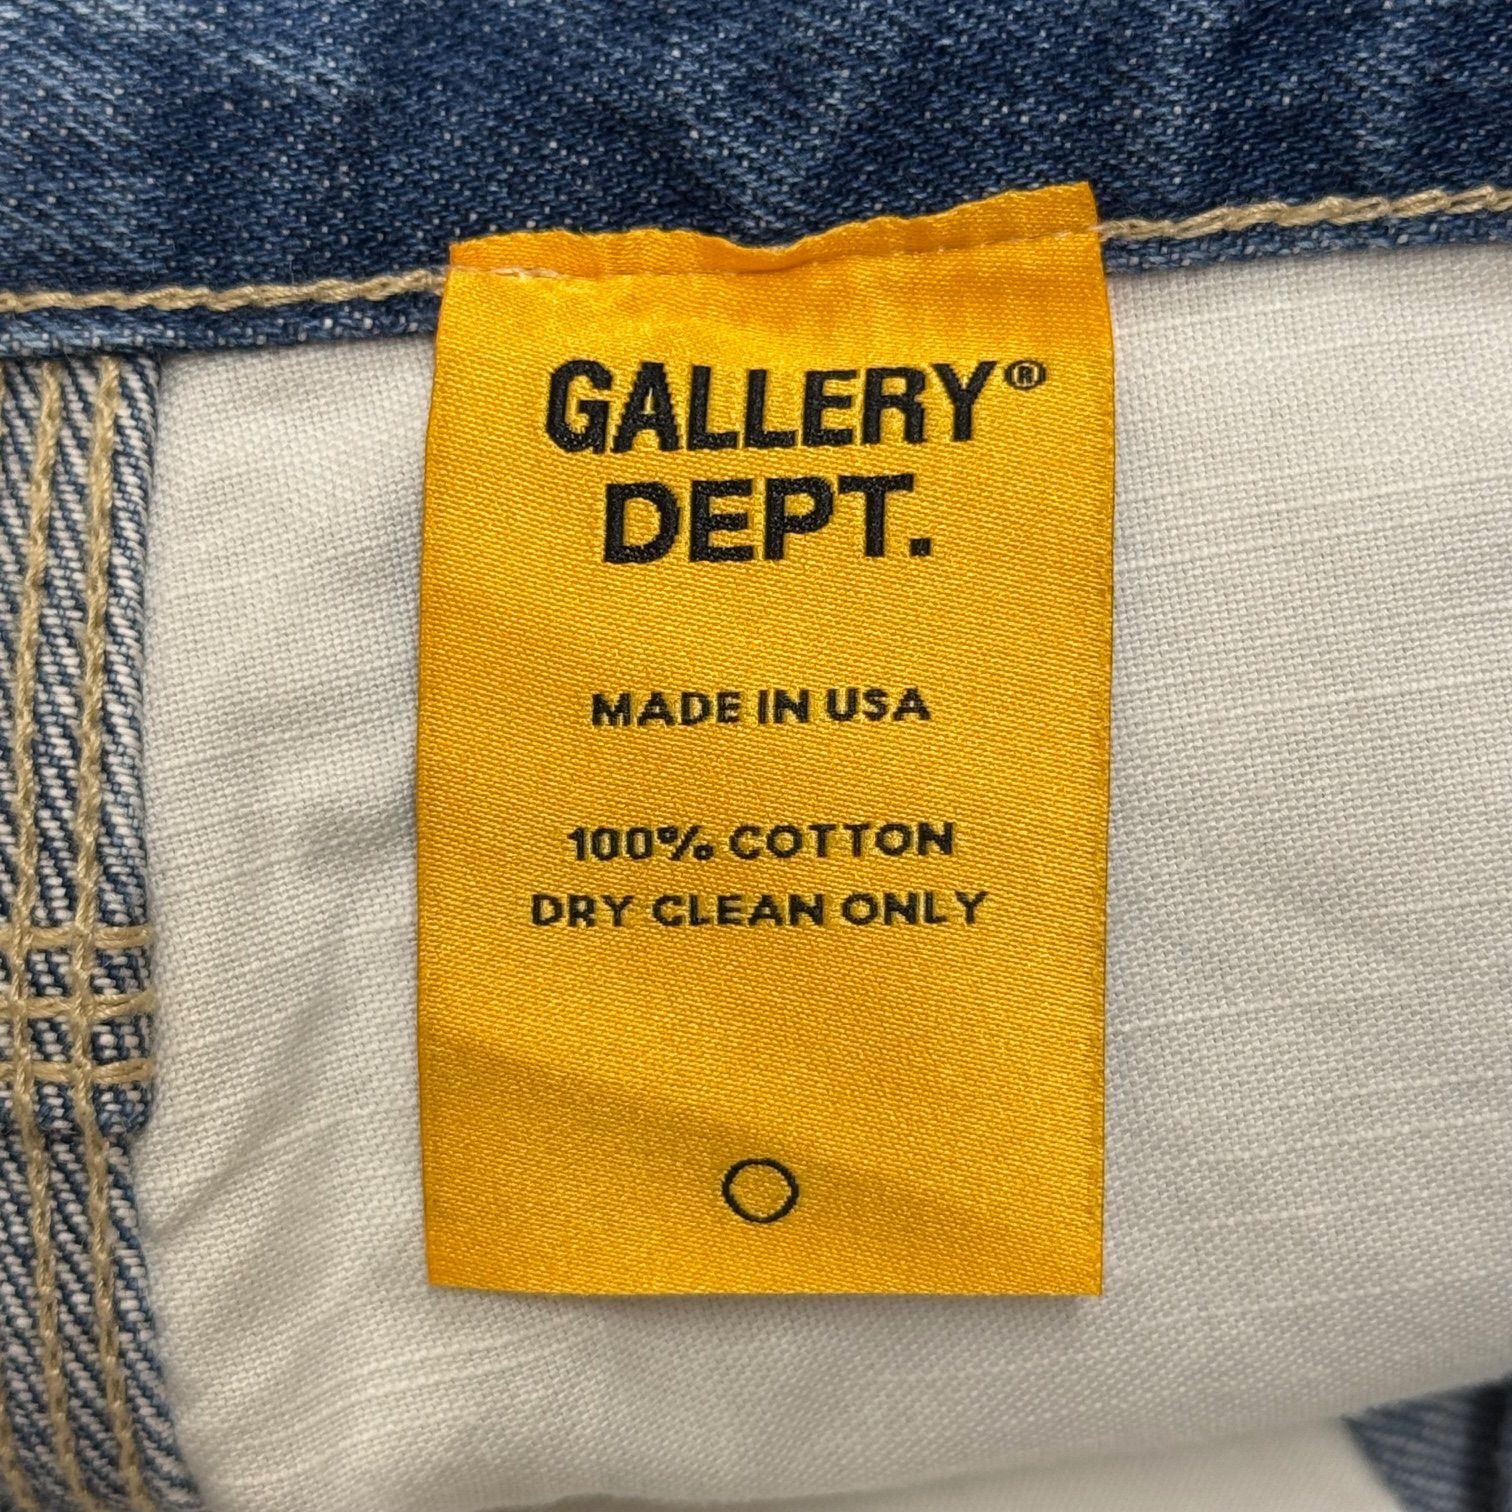 GALLERY®
DEPT.
MADE IN USA
100% COTTON
DRY CLEAN ONLY